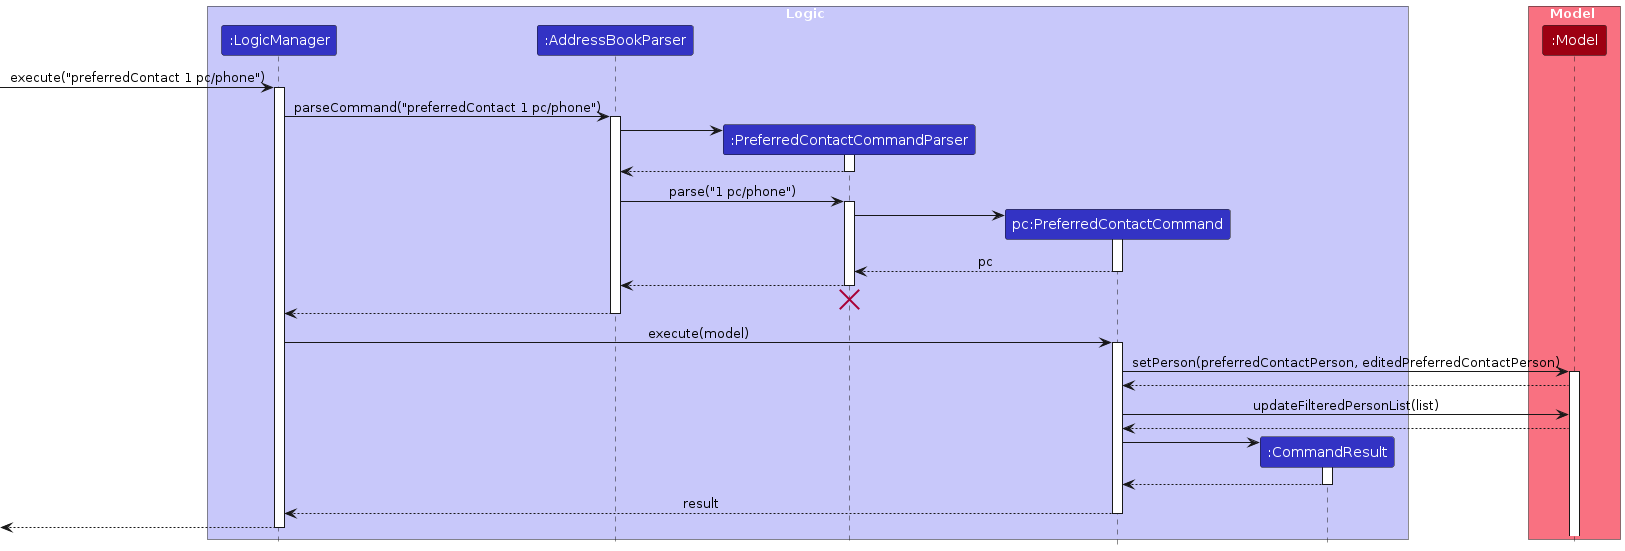 Logic
Model
:LogicManager
:AddressBookParser
:Model
execute("preferredContact 1 pc/phone")
parseCommand("preferredContact 1 pc/phone")
:PreferredContactCommandParser
parse("1 pc/phone")
pc:PreferredContactCommand
pc
execute(model)
setPerson(preferredContactPerson, editedPreferredContactPerson)
updateFilteredPersonList(list)
:CommandResult
result